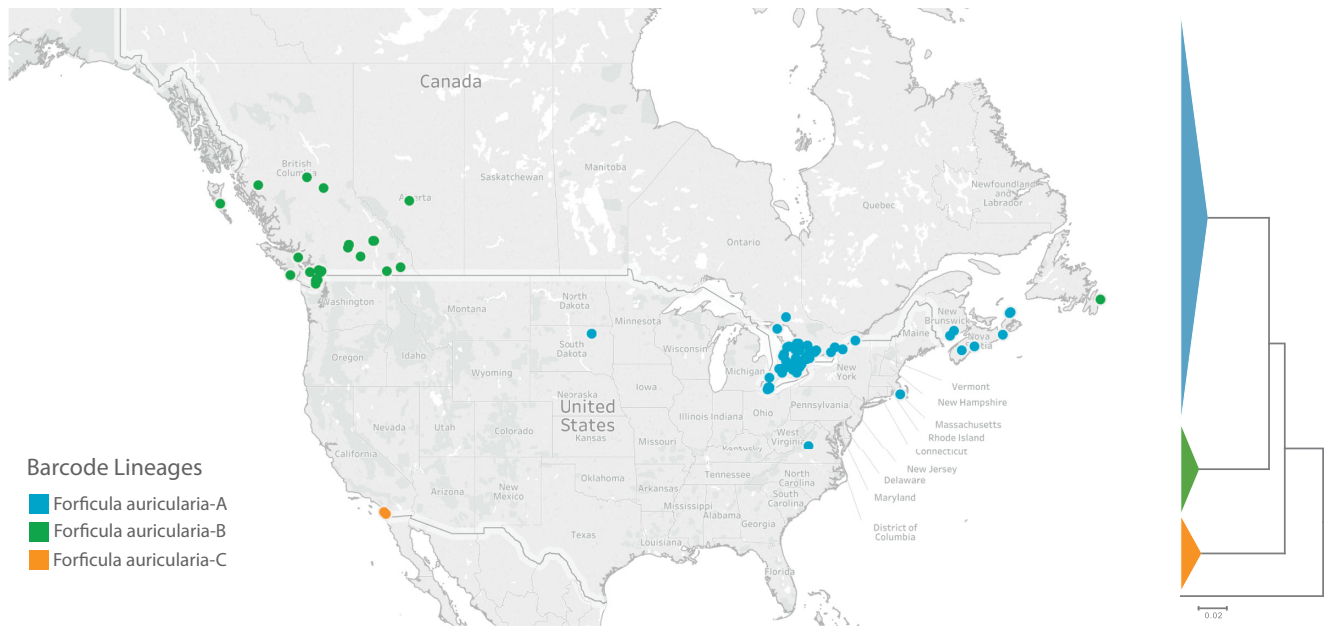 Canada
British
Columbia
Alberta
Saskatchewan
Manitoba
Ontario
Quebec
Newfoundland
and
Labrador
New
Brunswick
Nova
Scotia
Maine
Washington
Montana
North
Dakota
Minnesota
South
Dakota
Wisconsin
Oregon
Idaho
Wyoming
Michigan
New
York
Vermont
New Hampshire
Iowa
Nebraska
Pennsylvania
Massachusetts
United
States
Illinois Indiana
Ohio
Rhode Island
Connecticut
Nevada
Utah
Colorado
Kansas
Missouri
Kentucky
West
Virginia
New Jersey
Delaware
California
Maryland
Barcode Lineages
Forficula auricularia-A
Forficula auricularia-B
Forficula auricularia-C
Arizona
New
Mexico
Oklahoma
Arkansas
Tennessee
North
Carolina
South
Carolina
Mississippi
Alabama
Georgia
District of
Columbia
Texas
Louisiana
Florida
0.02